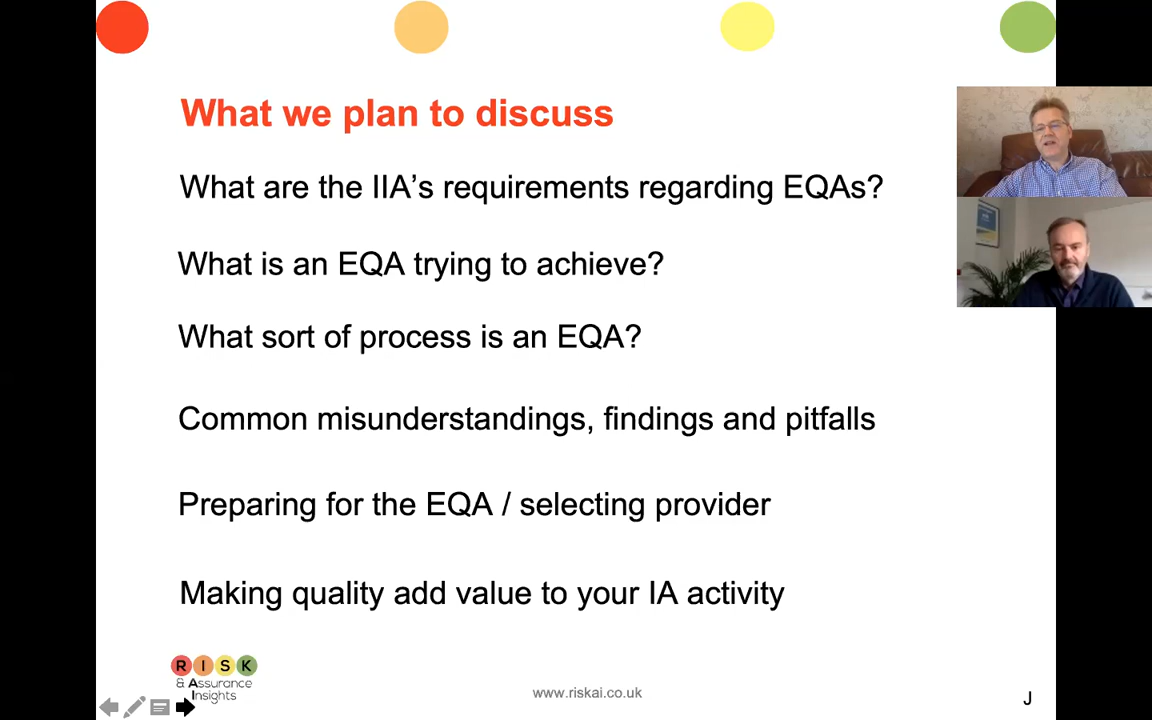 What we plan to discuss
What are the IIA’s requirements regarding EQAs?
What is an EQA trying to achieve?
What sort of process is an EQA?
Common misunderstandings, findings and pitfalls
Preparing for the EQA / selecting provider
Making quality add value to your IA activity
RISK
& Assurance
Insights
www.riskai.co.uk
J